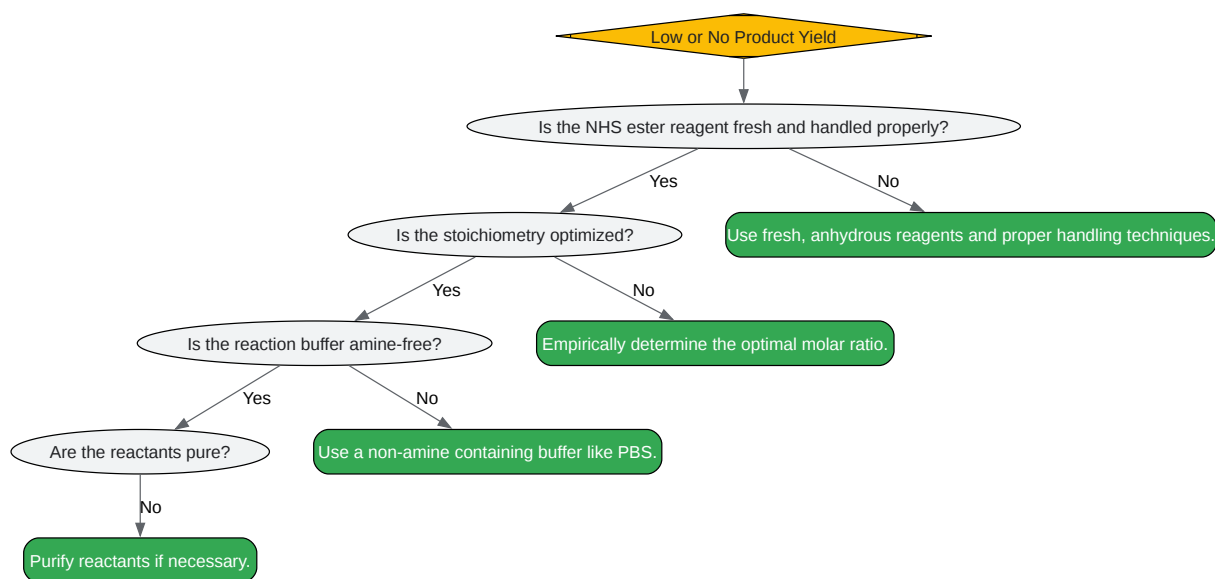 Low or No Product Yield
Is the NHS ester reagent fresh and handled properly?
Yes
No
Is the stoichiometry optimized?
Use fresh, anhydrous reagents and proper handling techniques.
Yes
No
Is the reaction buffer amine-free?
Empirically determine the optimal molar ratio.
Yes
No
Are the reactants pure?
Use a non-amine containing buffer like PBS.
No
Purify reactants if necessary.